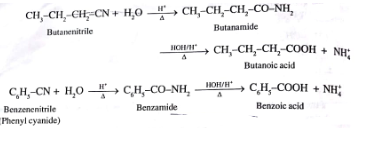 CH₃–CH₂–CH₂–C≡N + H₂O —H⁺/Δ→ CH₃–CH₂–CH₂–CO–NH₂
Butanenitrile Butanamide
—HOH/H⁺/Δ→ CH₃–CH₂–CH₂–COOH + NH₄⁺
Butanoic acid
C₆H₅–CN + H₂O —H⁺/Δ→ C₆H₅–CO–NH₂ —HOH/H⁺/Δ→ C₆H₅–COOH + NH₄⁺
Benzenenitrile Benzamide Benzoic acid
(Phenyl cyanide)